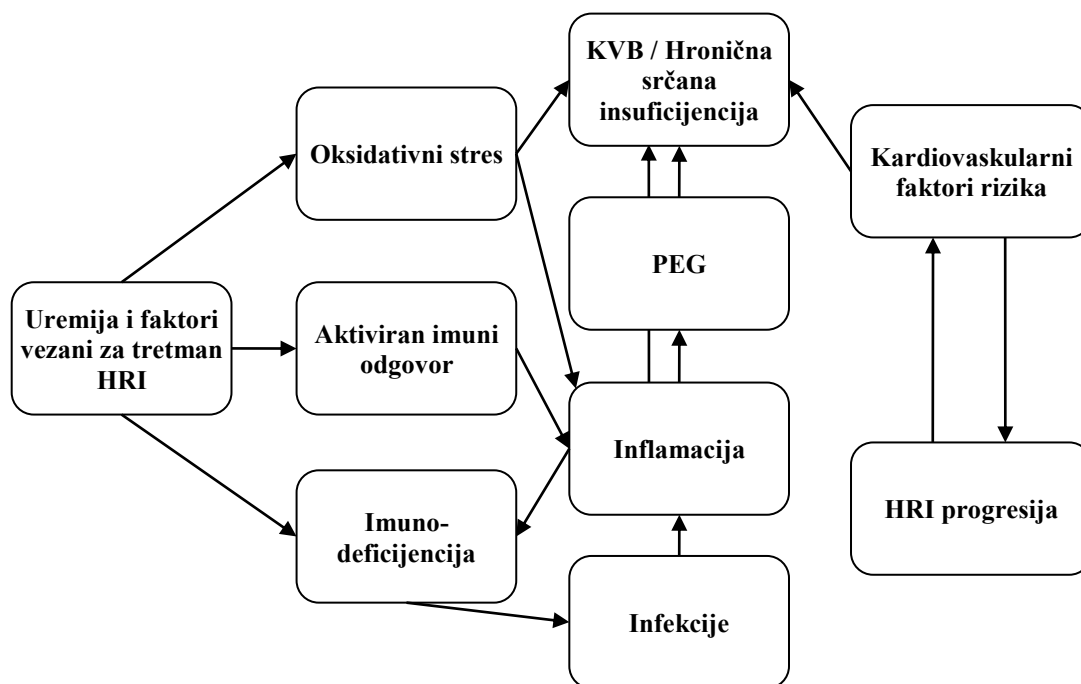 KVB / Hronična
srčana
insuficijencija
Oksidativni stres
Kardiovaskularni
faktori rizika
PEG
Uremija i faktori
vezani za tretman
HRI
Aktiviran imuni
odgovor
Inflamacija
Imuno-
deficijencija
HRI progresija
Infekcije